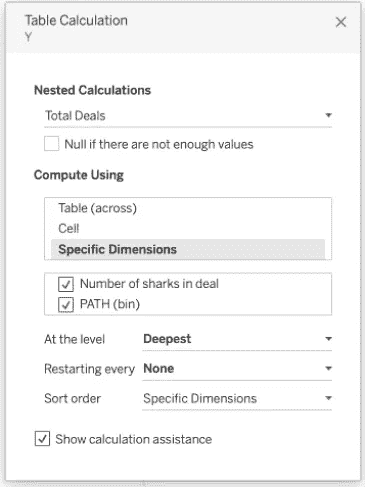 Table Calculation
Y
Nested Calculations
Total Deals
Null if there are not enough values
Compute Using
Table (across)
Cell
Specific Dimensions
Number of sharks in deal
PATH (bin)
At the level Deepest
Restarting every None
Sort order Specific Dimensions
Show calculation assistance